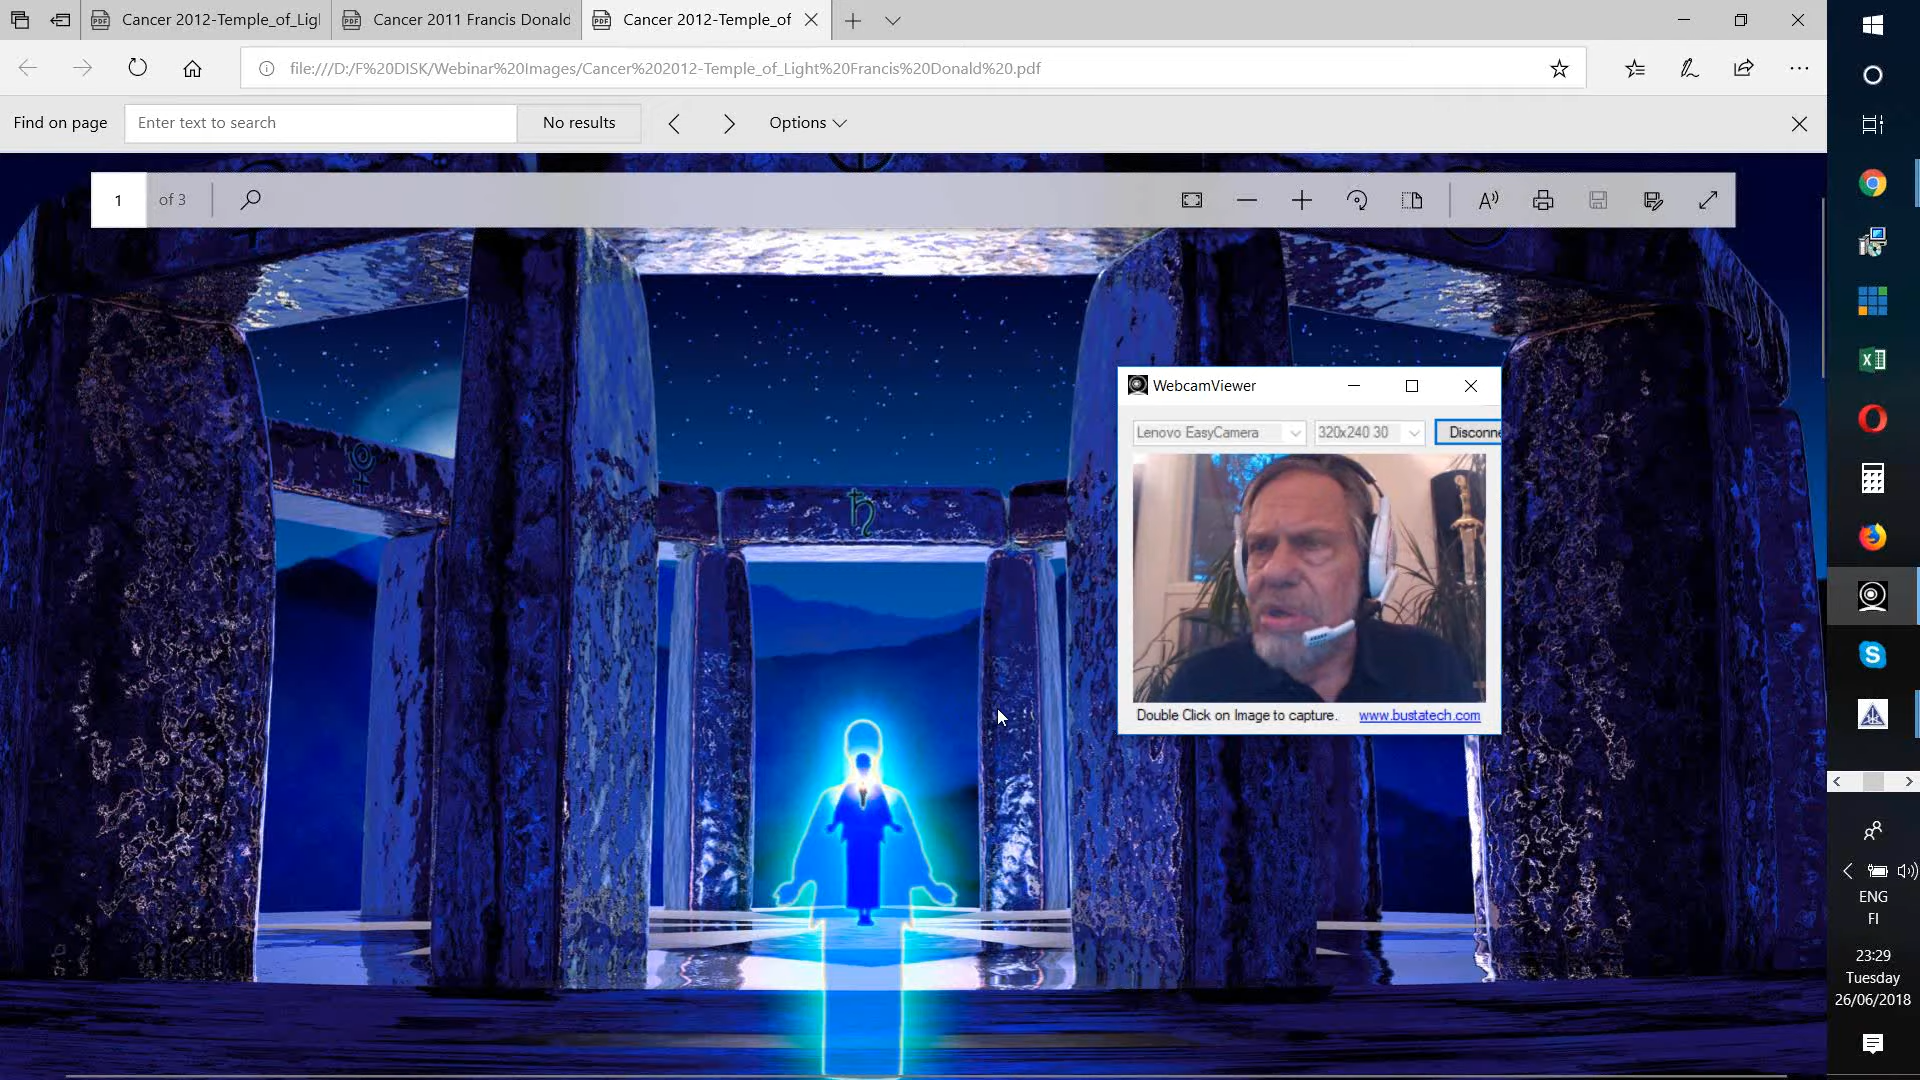 Cancer 2012-Temple_of_Ligl
Cancer 2011 Francis Donald
Cancer 2012-Temple_of
file:///D:/F%20DISK/Webinar%20Images/Cancer%202012-Temple_of_Light%20Francis%20Donald%20.pdf
Find on page
Enter text to search
No results
Options
1 of 3
WebcamViewer
Lenovo EasyCamera
320x240 30
Disconne
Double Click on Image to capture.
www.bustatech.com
ENG
FI
23:29
Tuesday
26/06/2018